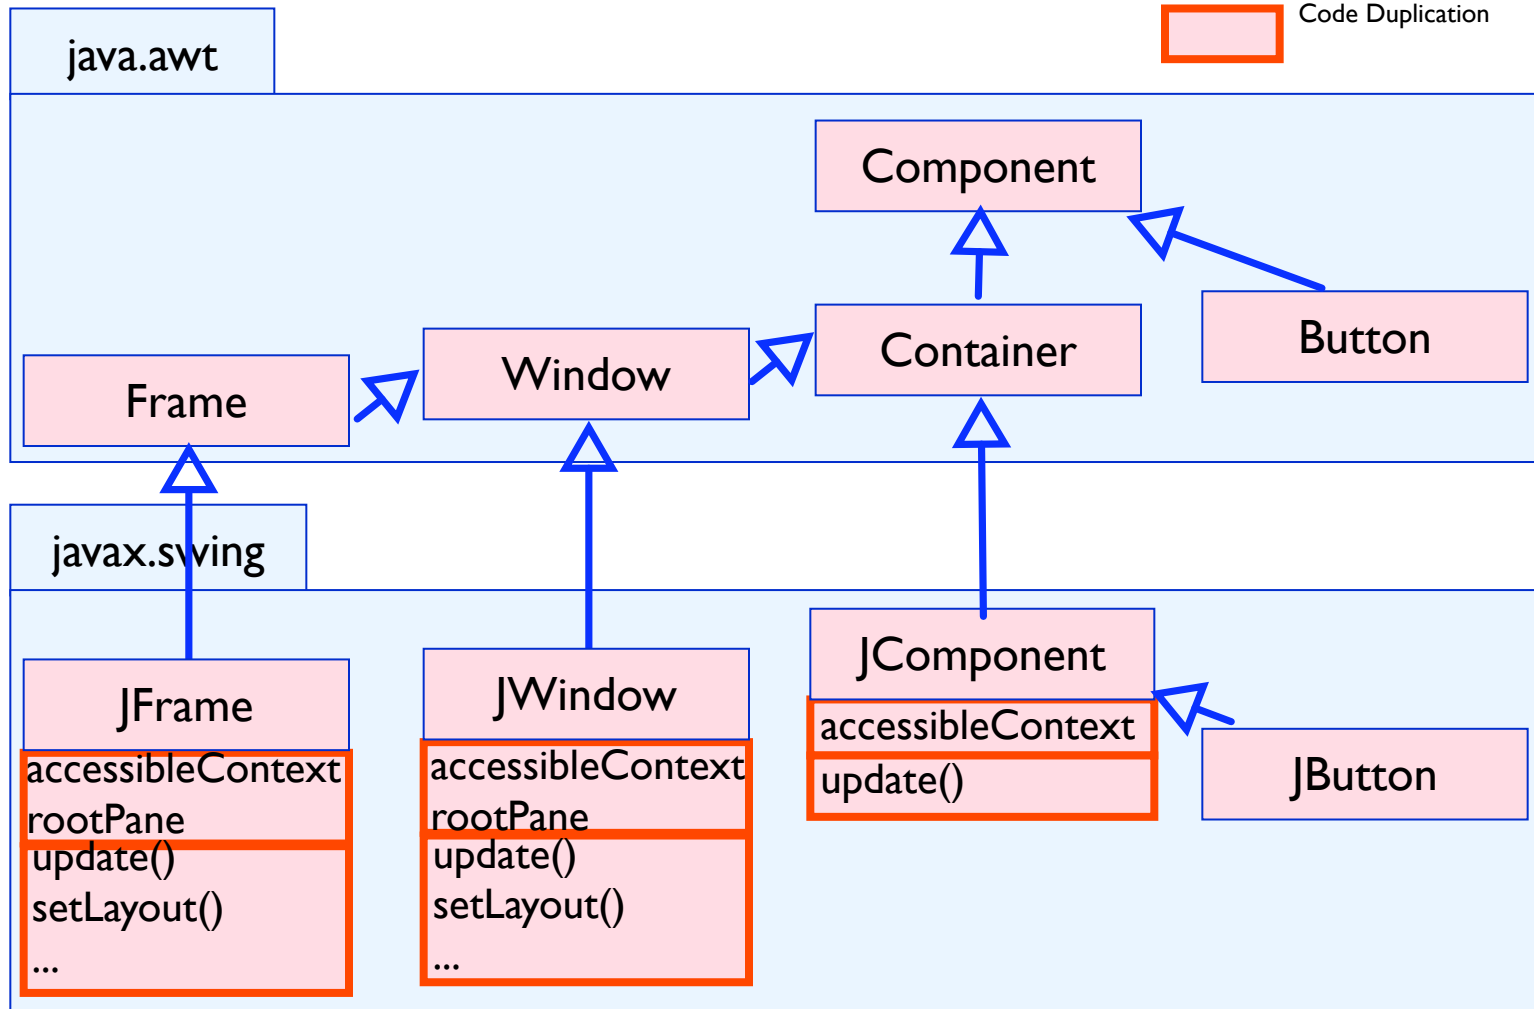 Code Duplication
java.awt
Component
Container
Button
Window
Frame
javax.swing
JFrame
accessibleContext
rootPane
update()
setLayout()
...
JWindow
accessibleContext
rootPane
update()
setLayout()
...
JComponent
accessibleContext
update()
JButton